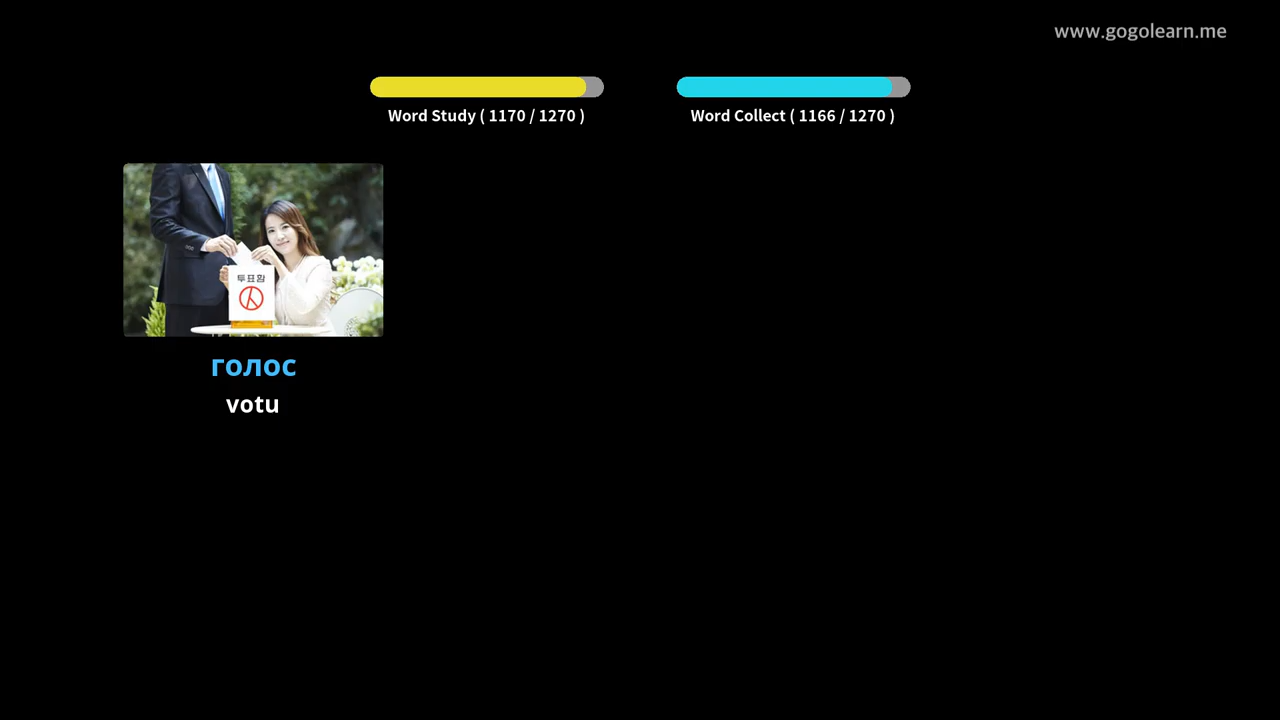 www.gogolearn.me
Word Study ( 1170 / 1270 )
Word Collect ( 1166 / 1270 )
투표함
голос
votu